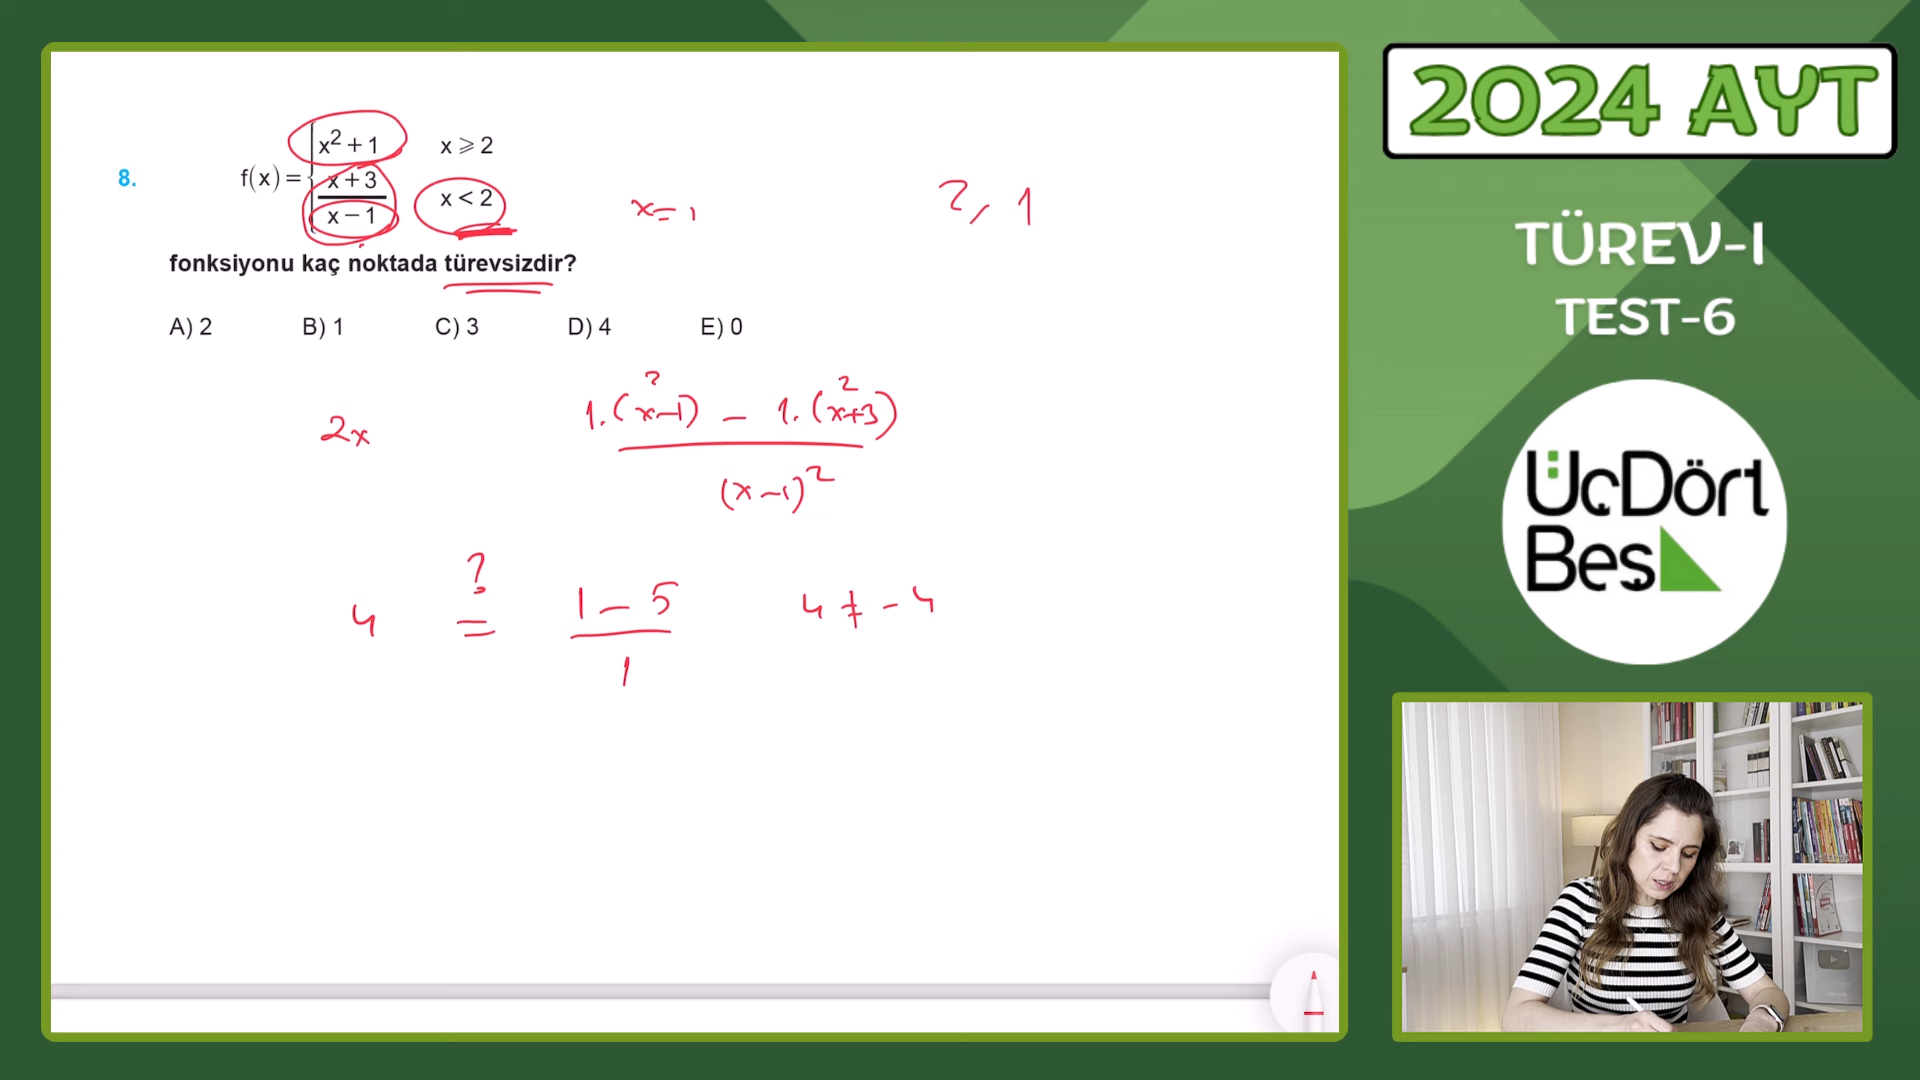 2024 AYT
TÜREV-I
TEST-6
ÜçDört
Beş
8. f(x) = { x² + 1 x ⩾ 2
x + 3 / x − 1 x < 2
x = 1
2, 1
fonksiyonu kaç noktada türevsizdir?
A) 2 B) 1 C) 3 D) 4 E) 0
2x
2 2
1.(x-1) - 1.(x+3)
(x-1)²
4 ?= 1 - 5 / 1 4 ≠ -4